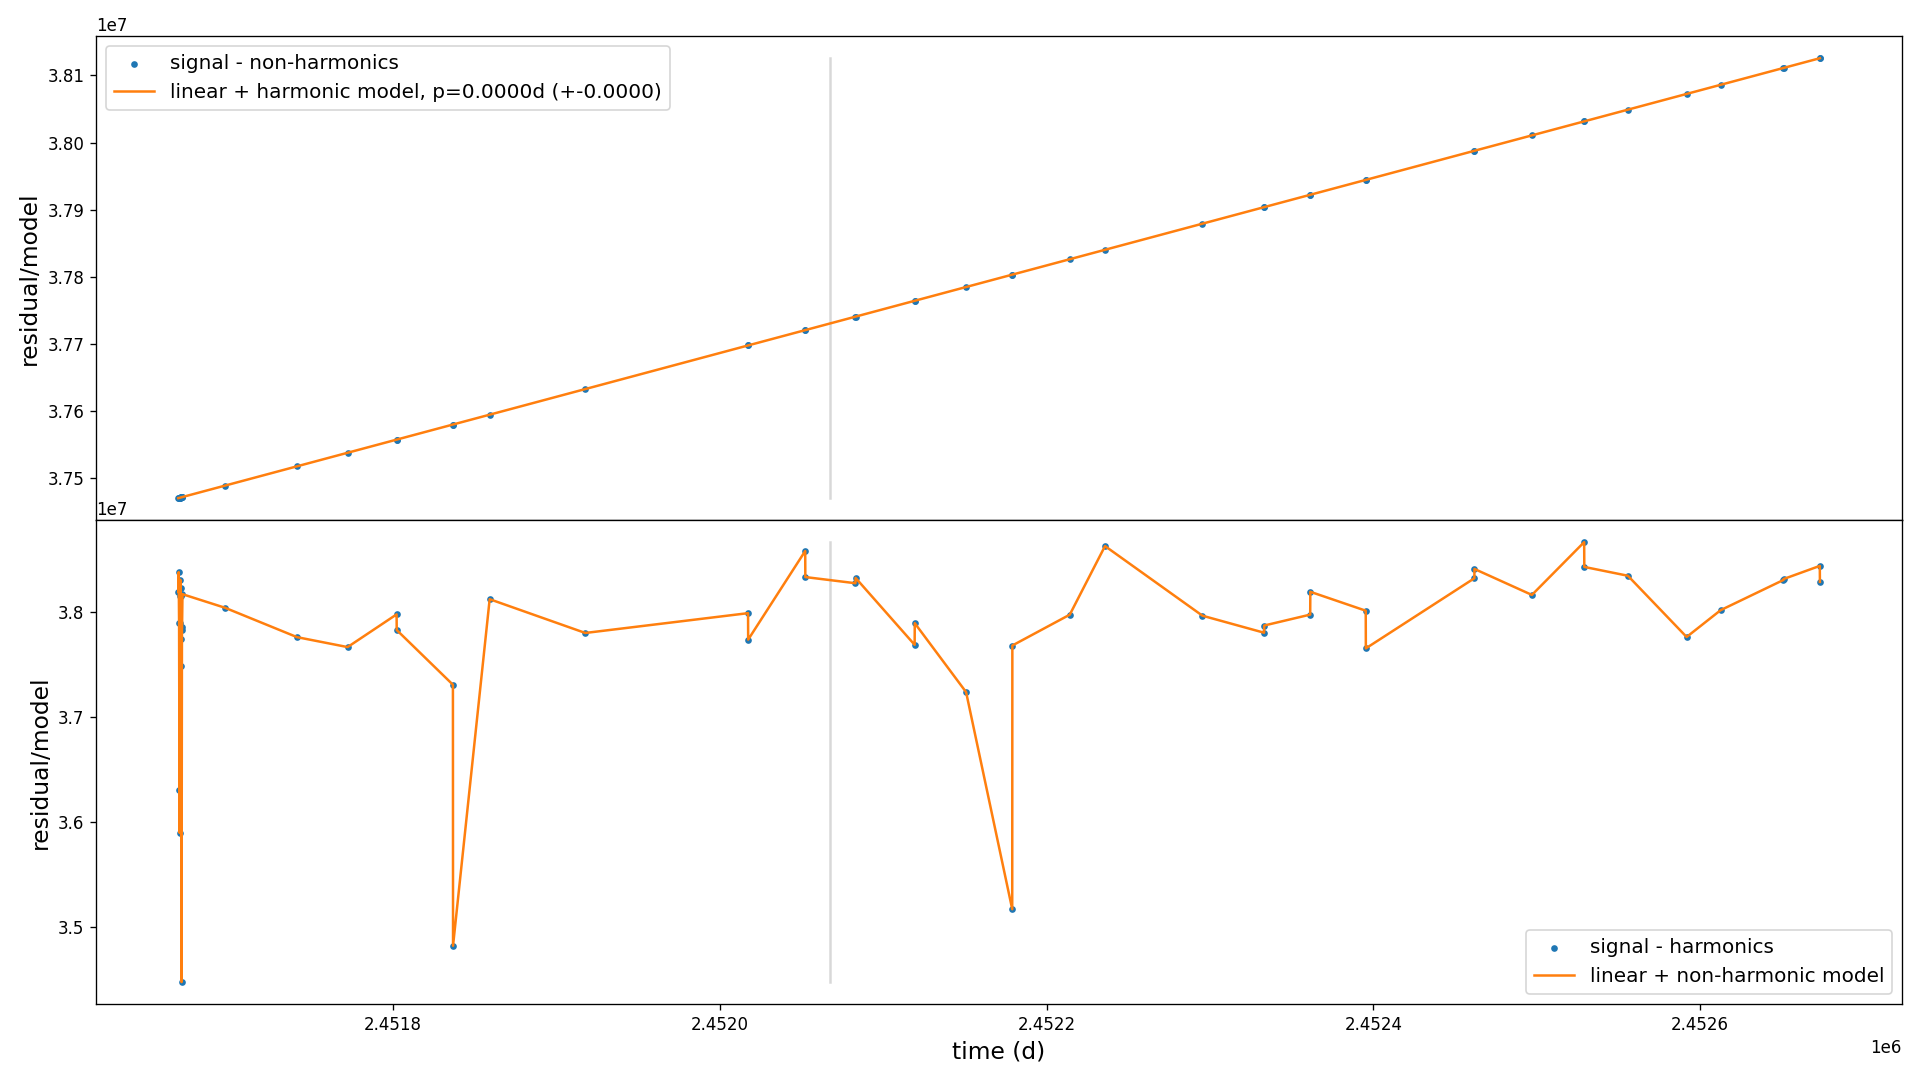 1e7
signal - non-harmonics
linear + harmonic model, p=0.0000d (+-0.0000)
3.81
3.80
3.79
3.78
3.77
3.76
3.75
residual/model
1e7
3.8
3.7
3.6
3.5
residual/model
signal - harmonics
linear + non-harmonic model
2.4518
2.4520
2.4522
2.4524
2.4526
1e6
time (d)